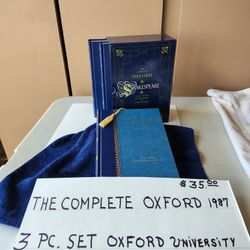 OXFORD
SHAKESPEARE
$35.00
THE COMPLETE OXFORD 1987
3 PC. SET OXFORD UNIVERSITY